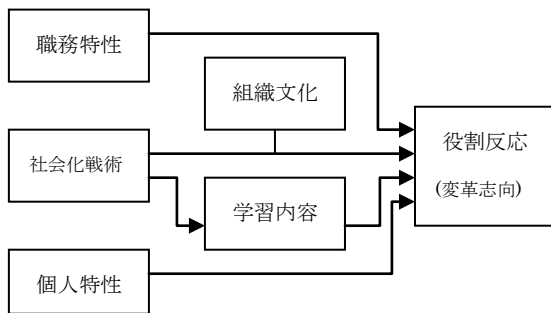 職務特性
組織文化
役割反応
(変革志向)
社会化戦術
学習内容
個人特性